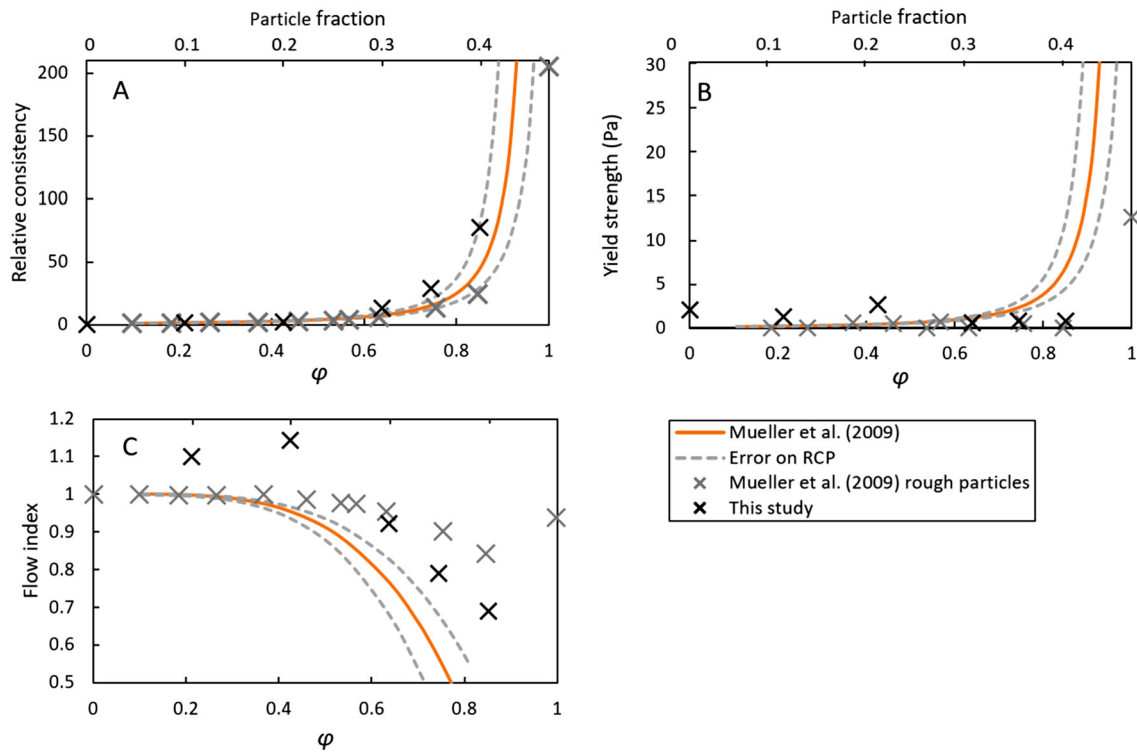 Particle fraction
0 0.1 0.2 0.3 0.4
A
Relative consistency
200
150
100
50
0
0 0.2 0.4 0.6 0.8 1
φ
Particle fraction
0 0.1 0.2 0.3 0.4
B
Yield strength (Pa)
30
25
20
15
10
5
0
0 0.2 0.4 0.6 0.8 1
φ
C
Flow index
1.2
1.1
1
0.9
0.8
0.7
0.6
0.5
0 0.2 0.4 0.6 0.8 1
φ
Mueller et al. (2009)
Error on RCP
Mueller et al. (2009) rough particles
This study